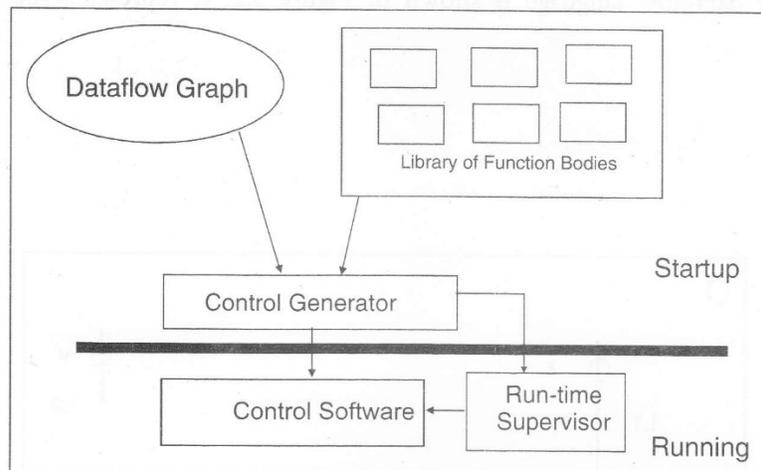 Dataflow Graph
Library of Function Bodies
Startup
Control Generator
Control Software
Run-time
Supervisor
Running